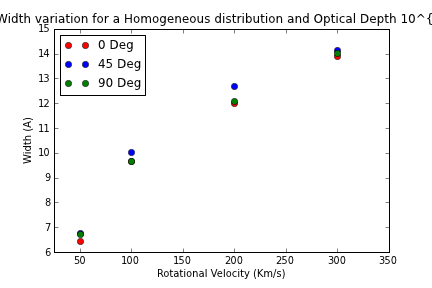 Width variation for a Homogeneous distribution and Optical Depth 10^{
15
14
13
12
11
10
9
8
7
6
Width (A)
0 Deg
45 Deg
90 Deg
50 100 150 200 250 300 350
Rotational Velocity (Km/s)